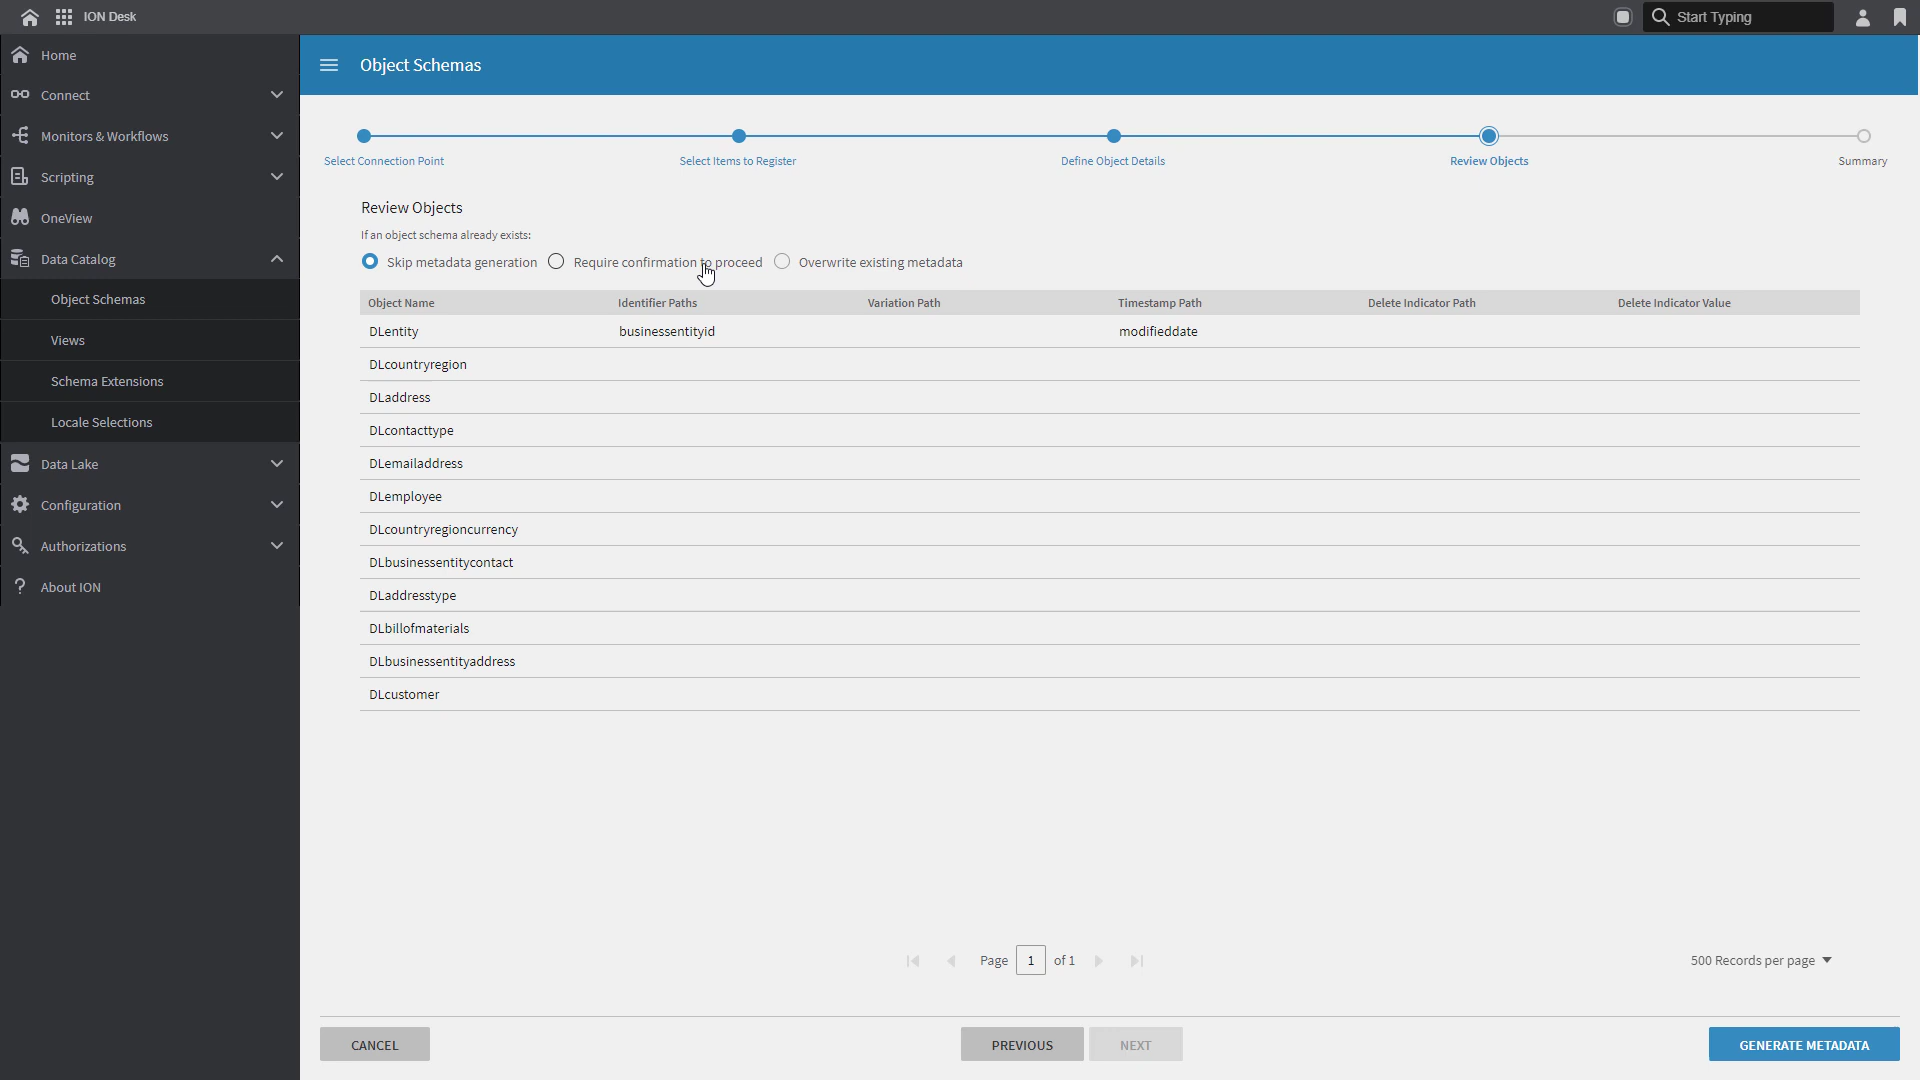 ION Desk
Start Typing
Home
Connect
Monitors & Workflows
Scripting
OneView
Data Catalog
Object Schemas
Views
Schema Extensions
Locale Selections
Data Lake
Configuration
Authorizations
? About ION
Object Schemas
Select Connection Point
Select Items to Register
Define Object Details
Review Objects
Summary
Review Objects
If an object schema already exists:
Skip metadata generation Require confirmation to proceed Overwrite existing metadata
Object Name Identifier Paths Variation Path Timestamp Path Delete Indicator Path Delete Indicator Value
DLentity businessentityid modifieddate
DLcountryregion
DLaddress
DLcontacttype
DLemailaddress
DLemployee
DLcountryregioncurrency
DLbusinessentitycontact
DLaddresstype
DLbillofmaterials
DLbusinessentityaddress
DLcustomer
Page 1 of 1
500 Records per page
CANCEL
PREVIOUS
NEXT
GENERATE METADATA